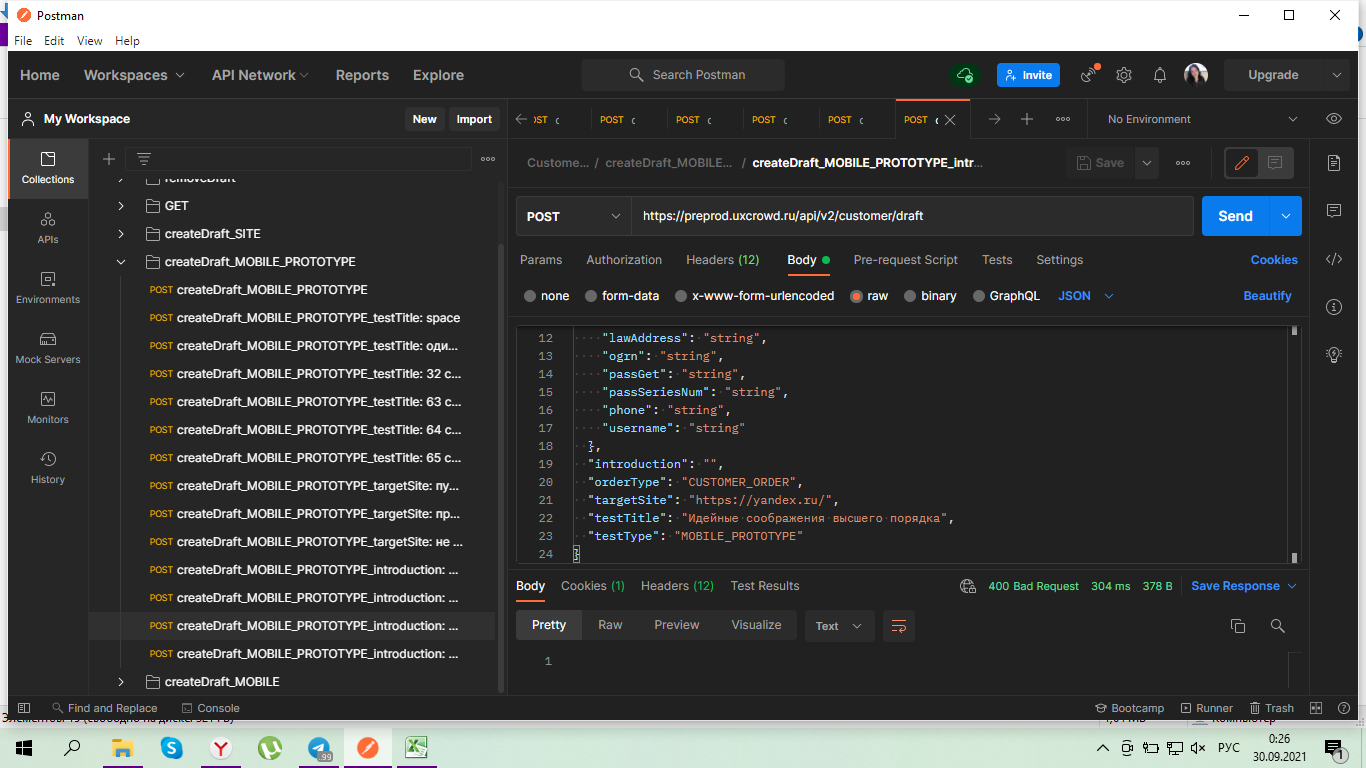 Postman
File Edit View Help
Home Workspaces API Network Reports Explore Search Postman Invite Upgrade
My Workspace New Import
POST POST POST POST POST No Environment
Custome... / createDraft_MOBILE... / createDraft_MOBILE_PROTOTYPE_intr... Save
Collections
APIs
Environments
Mock Servers
Monitors
History
removeDraft
GET
createDraft_SITE
createDraft_MOBILE_PROTOTYPE
POST createDraft_MOBILE_PROTOTYPE
POST createDraft_MOBILE_PROTOTYPE_testTitle: space
POST createDraft_MOBILE_PROTOTYPE_testTitle: оди...
POST createDraft_MOBILE_PROTOTYPE_testTitle: 32 с...
POST createDraft_MOBILE_PROTOTYPE_testTitle: 63 с...
POST createDraft_MOBILE_PROTOTYPE_testTitle: 64 с...
POST createDraft_MOBILE_PROTOTYPE_testTitle: 65 с...
POST createDraft_MOBILE_PROTOTYPE_targetSite: пу...
POST createDraft_MOBILE_PROTOTYPE_targetSite: пр...
POST createDraft_MOBILE_PROTOTYPE_targetSite: не ...
POST createDraft_MOBILE_PROTOTYPE_introduction: ...
POST createDraft_MOBILE_PROTOTYPE_introduction: ...
POST createDraft_MOBILE_PROTOTYPE_introduction: ...
POST createDraft_MOBILE_PROTOTYPE_introduction: ...
createDraft_MOBILE
POST https://preprod.uxcrowd.ru/api/v2/customer/draft Send
Params Authorization Headers (12) Body Pre-request Script Tests Settings Cookies
none form-data x-www-form-urlencoded raw binary GraphQL JSON Beautify
12 "lawAddress": "string",
13 "ogrn": "string",
14 "passGet": "string",
15 "passSeriesNum": "string",
16 "phone": "string",
17 "username": "string"
18 },
19 "introduction": "",
20 "orderType": "CUSTOMER_ORDER",
21 "targetSite": "https://yandex.ru/",
22 "testTitle": "Идейные соображения высшего порядка",
23 "testType": "MOBILE_PROTOTYPE"
24 }
Body Cookies (1) Headers (12) Test Results 400 Bad Request 304 ms 378 B Save Response
Pretty Raw Preview Visualize Text
1
Find and Replace Console Bootcamp Runner Trash
99
РУС
0:26
30.09.2021
1